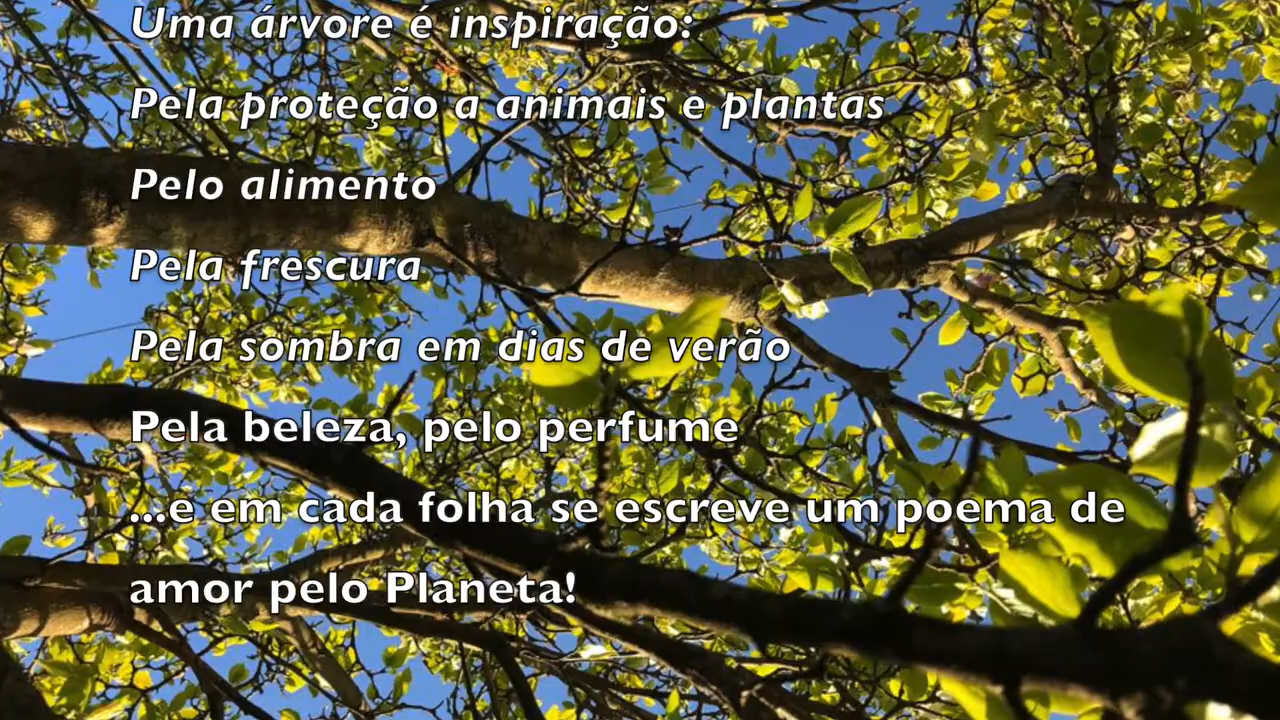 Uma árvore é inspiração:
Pela proteção a animais e plantas
Pelo alimento
Pela frescura
Pela sombra em dias de verão
Pela beleza, pelo perfume
...e em cada folha se escreve um poema de
amor pelo Planeta!